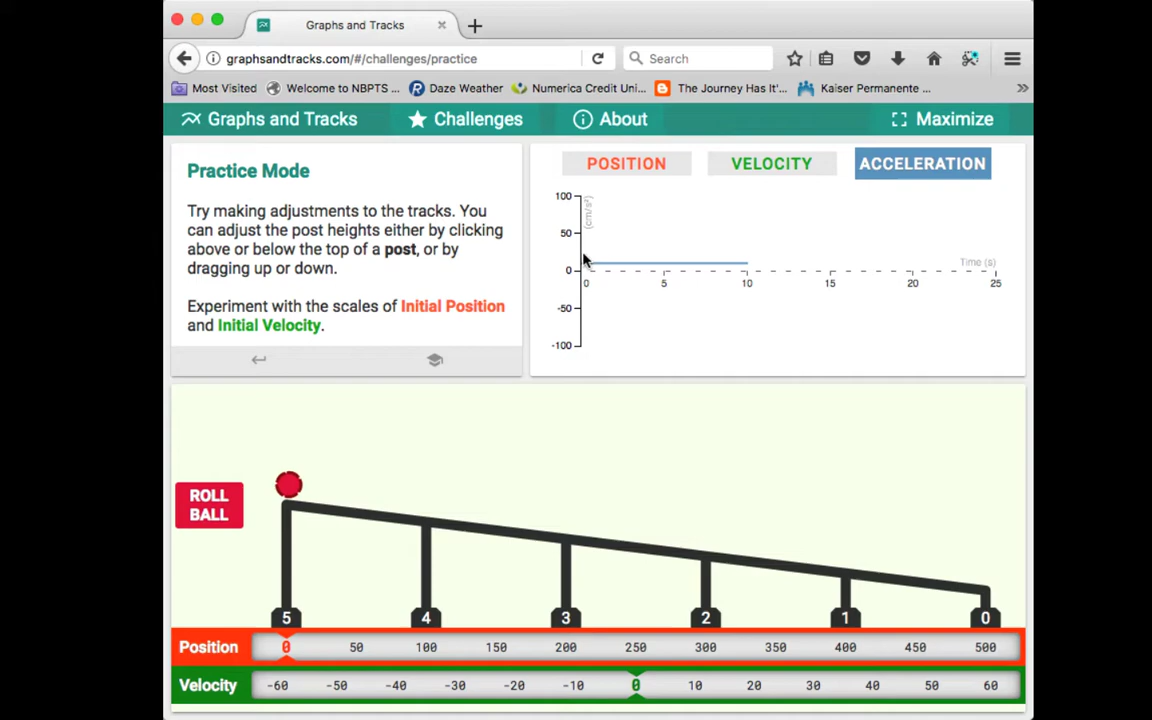 Graphs and Tracks
graphsandtracks.com/#/challenges/practice
Search
Most Visited Welcome to NBPTS ... Daze Weather Numerica Credit Uni... The Journey Has It'... Kaiser Permanente ...
Graphs and Tracks Challenges About Maximize
Practice Mode
Try making adjustments to the tracks. You
can adjust the post heights either by clicking
above or below the top of a post, or by
dragging up or down.
Experiment with the scales of Initial Position
and Initial Velocity.
POSITION VELOCITY ACCELERATION
100
(cm/s²)
50
0
Time (s)
0 5 10 15 20 25
-50
-100
ROLL
BALL
5 4 3 2 1 0
Position 0 50 100 150 200 250 300 350 400 450 500
Velocity -60 -50 -40 -30 -20 -10 0 10 20 30 40 50 60